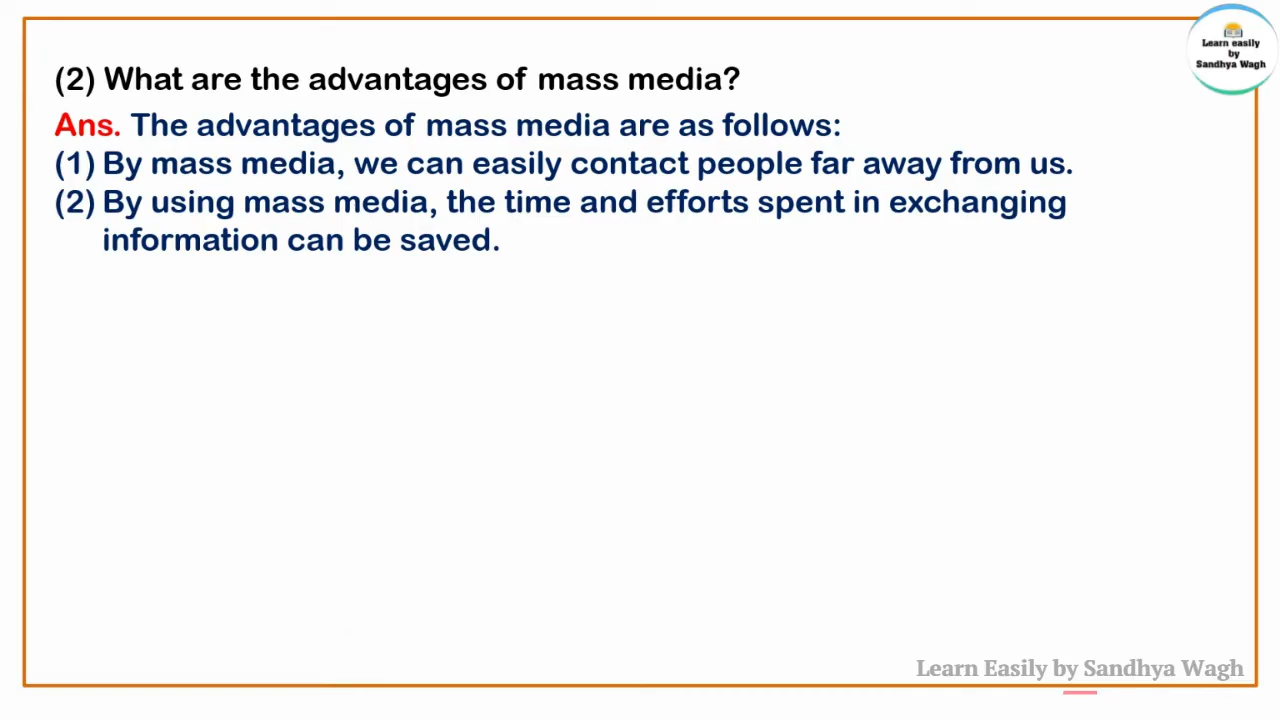 Learn easily
by
Sandhya Wagh
(2) What are the advantages of mass media?
Ans. The advantages of mass media are as follows:
(1) By mass media, we can easily contact people far away from us.
(2) By using mass media, the time and efforts spent in exchanging
information can be saved.
Learn Easily by Sandhya Wagh